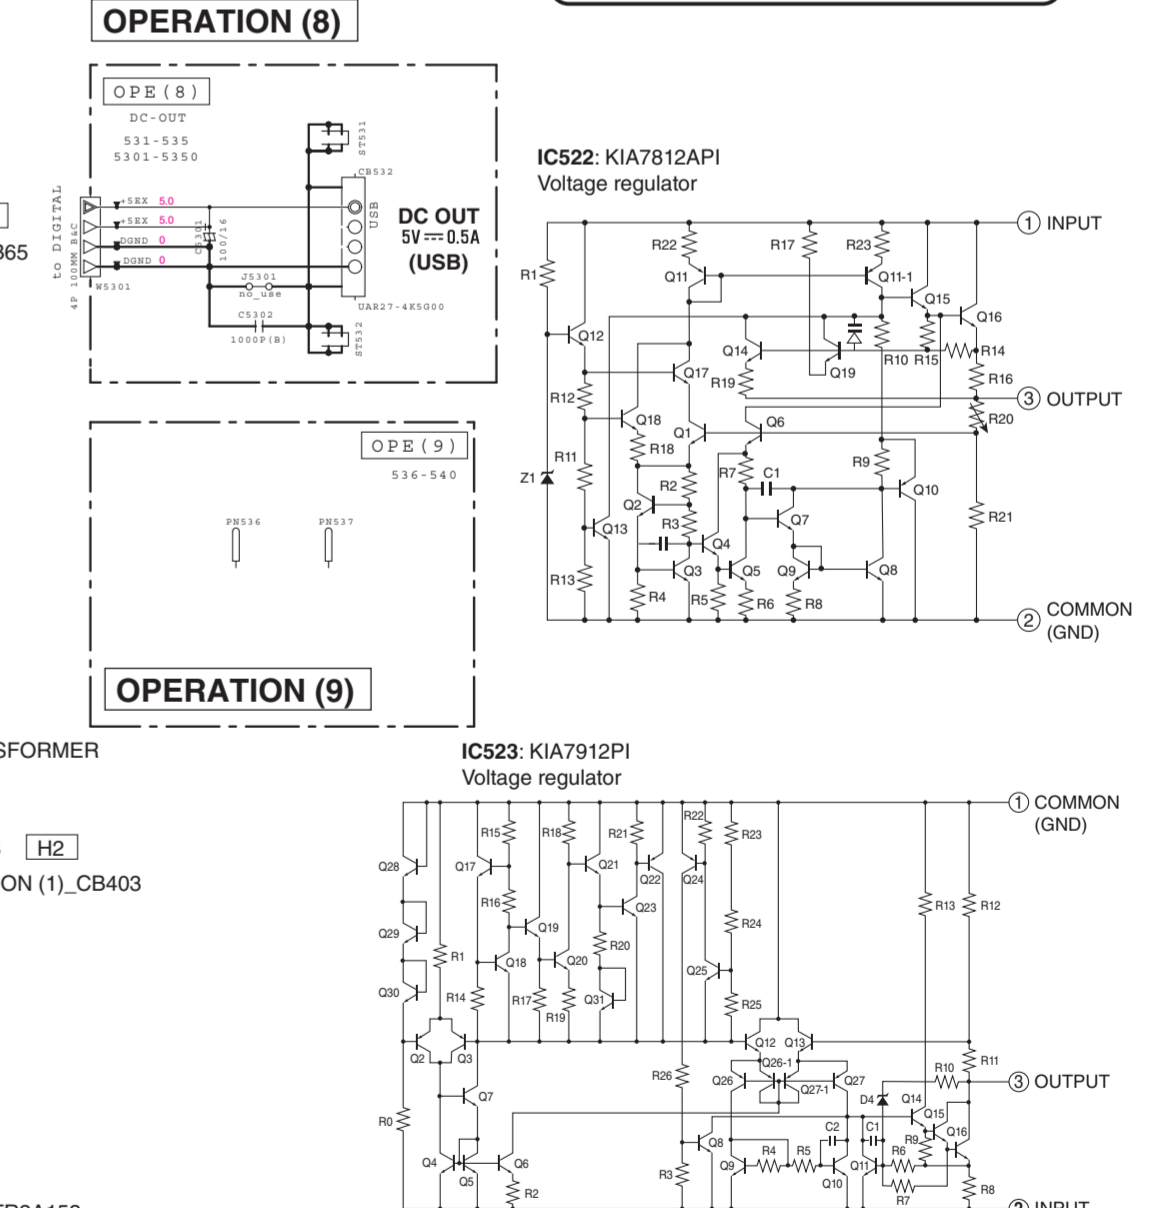 OPERATION (8)
OPE(8)
DC-OUT
531-535
5301-5350
ST531
CB532
to DIGITAL
4P 100MM B&C
+5EX 5.0
+5EX 5.0
DGND 0
DGND 0
W5301
C5301
100/16
USB
DC OUT
5V 0.5A
(USB)
J5301
no_use
C5302
1000P(B)
UAR27-4K5G00
ST532
365
OPE(9)
536-540
PN536
PN537
OPERATION (9)
IC522: KIA7812API
Voltage regulator
1 INPUT
R22
R17
R23
R1
Q11
Q11-1
Q15
Q16
Q12
Q14
Q19
R10
R15
R14
Q17
R19
R16
R12
3 OUTPUT
Q18
Q1
Q6
R20
R11
R18
R7
C1
R9
Z1
R2
Q10
Q2
Q13
R3
Q4
Q7
R21
Q3
Q5
Q9
Q8
R13
R4
R5
R6
R8
2 COMMON
(GND)
SFORMER
H2
ON (1)_CB403
IC523: KIA7912PI
Voltage regulator
1 COMMON
(GND)
R15
R18
R21
R22
R23
Q28
Q17
Q21
Q22
Q24
R16
Q23
R13
R12
Q29
Q19
R24
R1
R20
Q18
Q20
Q25
Q30
R14
R17
R19
Q31
R25
Q2
Q3
Q12
Q13
R11
Q26-1
R26
Q26
Q27-1
Q27
R10
3 OUTPUT
Q7
D4
Q14
Q15
R0
Q8
C2
C1
Q16
R9
Q4
Q5
Q6
Q9
R4
R5
Q10
Q11
R6
R2
R3
R7
R8
2 INPUT